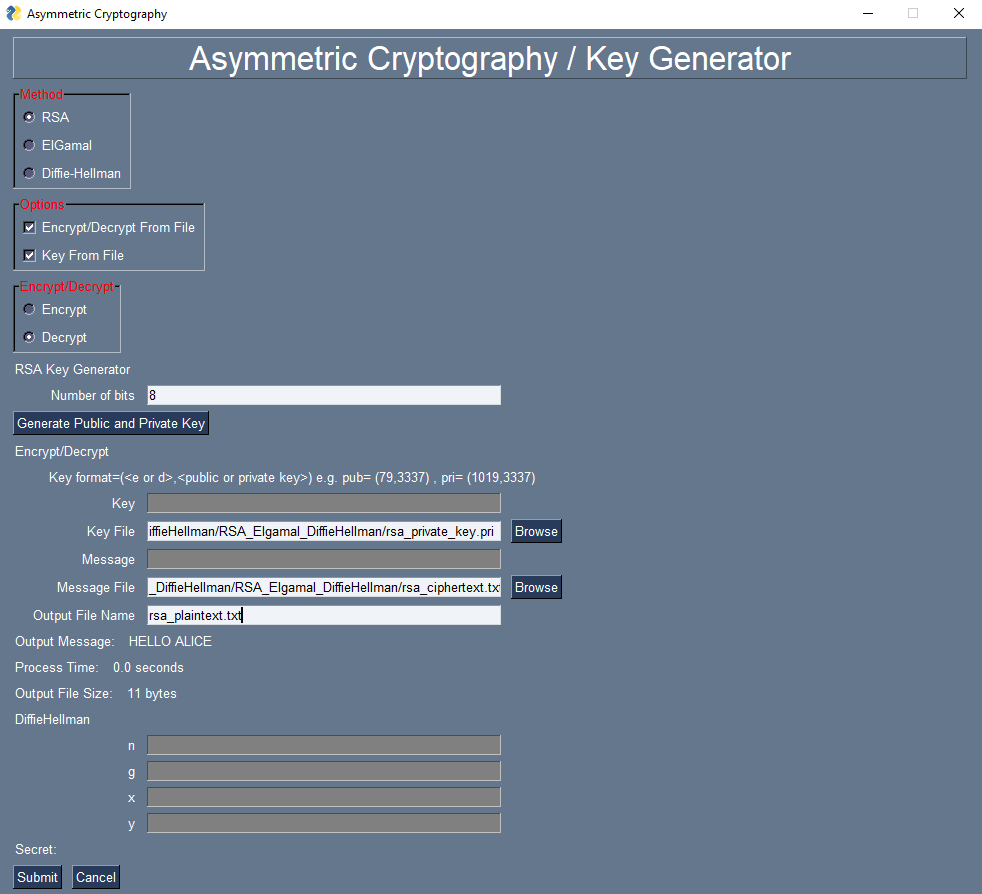 Asymmetric Cryptography
Asymmetric Cryptography / Key Generator
Method
RSA
ElGamal
Diffie-Hellman
Options
Encrypt/Decrypt From File
Key From File
Encrypt/Decrypt
Encrypt
Decrypt
RSA Key Generator
Number of bits 8
Generate Public and Private Key
Encrypt/Decrypt
Key format=(<e or d>,<public or private key>) e.g. pub= (79,3337) , pri= (1019,3337)
Key
Key File iffieHellman/RSA_Elgamal_DiffieHellman/rsa_private_key.pri Browse
Message
Message File _DiffieHellman/RSA_Elgamal_DiffieHellman/rsa_ciphertext.txt Browse
Output File Name rsa_plaintext.txt
Output Message: HELLO ALICE
Process Time: 0.0 seconds
Output File Size: 11 bytes
DiffieHellman
n
g
x
y
Secret:
Submit Cancel